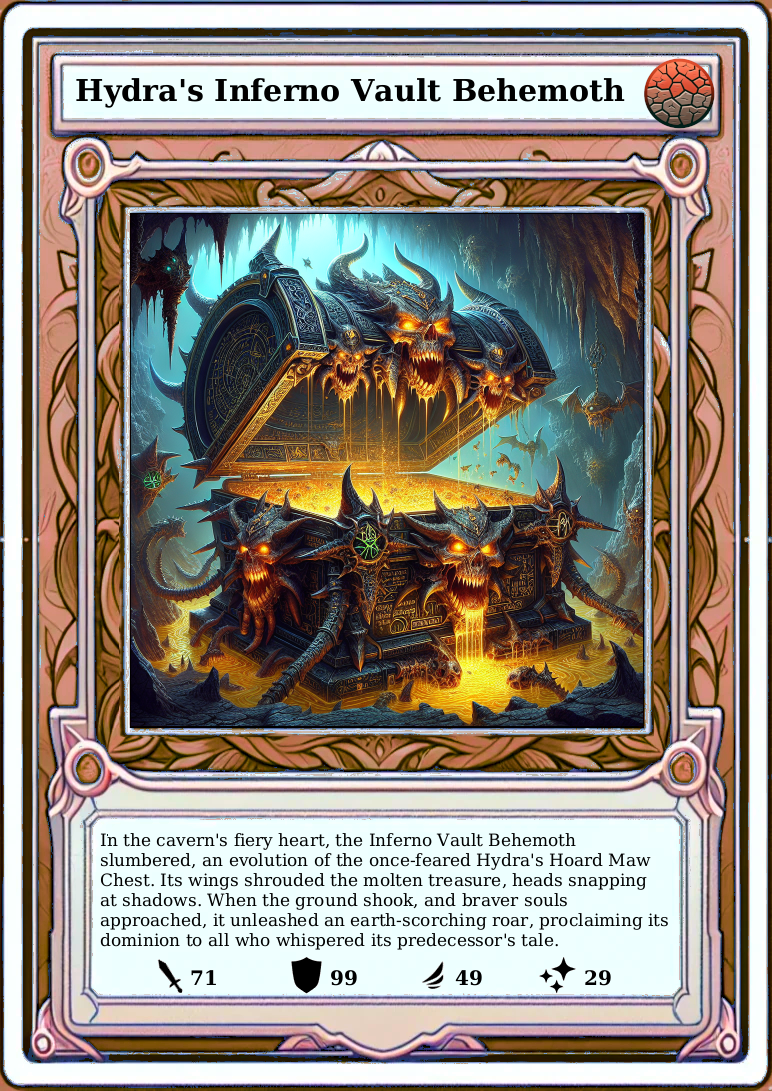 Hydra's Inferno Vault Behemoth
In the cavern's fiery heart, the Inferno Vault Behemoth
slumbered, an evolution of the once-feared Hydra's Hoard Maw
Chest. Its wings shrouded the molten treasure, heads snapping
at shadows. When the ground shook, and braver souls
approached, it unleashed an earth-scorching roar, proclaiming its
dominion to all who whispered its predecessor's tale.
71 99 49 29